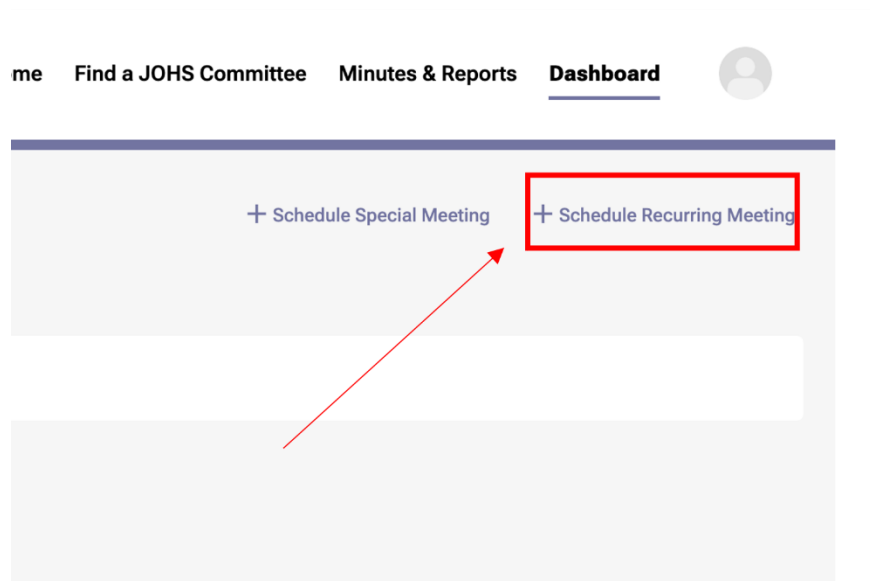 me Find a JOHS Committee Minutes & Reports Dashboard
+ Schedule Special Meeting + Schedule Recurring Meeting